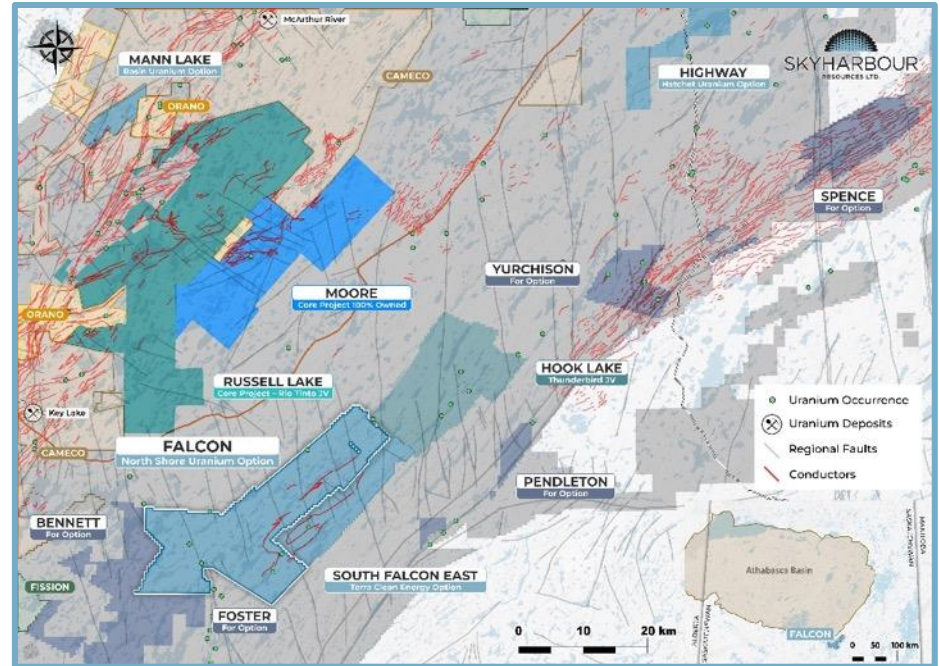 McArthur River
MANN LAKE
Basin Uranium Option
CAMECO
ORANO
HIGHWAY
Hatchet Uranium Option
SKYHARBOUR
RESOURCES LTD.
SPENCE
For Option
YURCHISON
For Option
MOORE
Core Project 100% Owned
ORANO
HOOK LAKE
Thunderbird JV
RUSSELL LAKE
Core Project - Rio Tinto JV
Key Lake
CAMECO
FALCON
North Shore Uranium Option
PENDLETON
For Option
BENNETT
For Option
FISSION
SOUTH FALCON EAST
Terra Clean Energy Option
FOSTER
For Option
0 10 20 km
Uranium Occurrence
Uranium Deposits
Regional Faults
Conductors
Athabasca Basin
ALBERTA
SASKATCHEWAN
SASKATCHEWAN
MANITOBA
FALCON
0 50 100 km